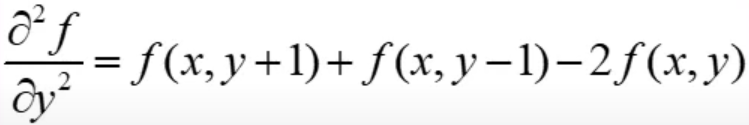 ∂²f/∂y² = f(x, y+1) + f(x, y−1) − 2f(x, y)